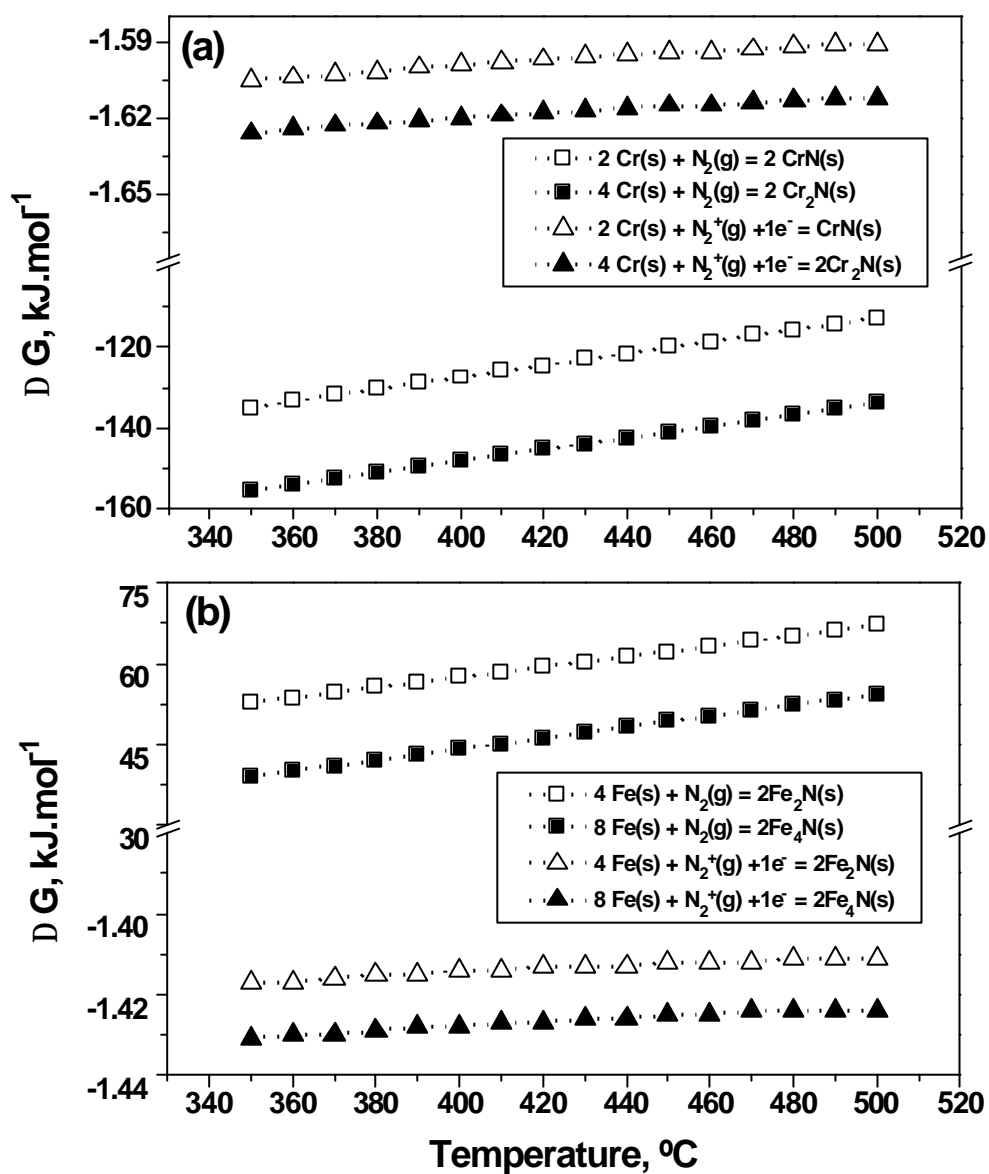 (a)
-1.59
-1.62
-1.65
-120
-140
-160
D G, kJ.mol-1
2 Cr(s) + N2(g) = 2 CrN(s)
4 Cr(s) + N2(g) = 2 Cr2N(s)
2 Cr(s) + N2+(g) +1e- = CrN(s)
4 Cr(s) + N2+(g) +1e- = 2Cr2N(s)
340 360 380 400 420 440 460 480 500 520
(b)
75
60
45
30
-1.40
-1.42
-1.44
D G, kJ.mol-1
4 Fe(s) + N2(g) = 2Fe2N(s)
8 Fe(s) + N2(g) = 2Fe4N(s)
4 Fe(s) + N2+(g) +1e- = 2Fe2N(s)
8 Fe(s) + N2+(g) +1e- = 2Fe4N(s)
340 360 380 400 420 440 460 480 500 520
Temperature, ºC